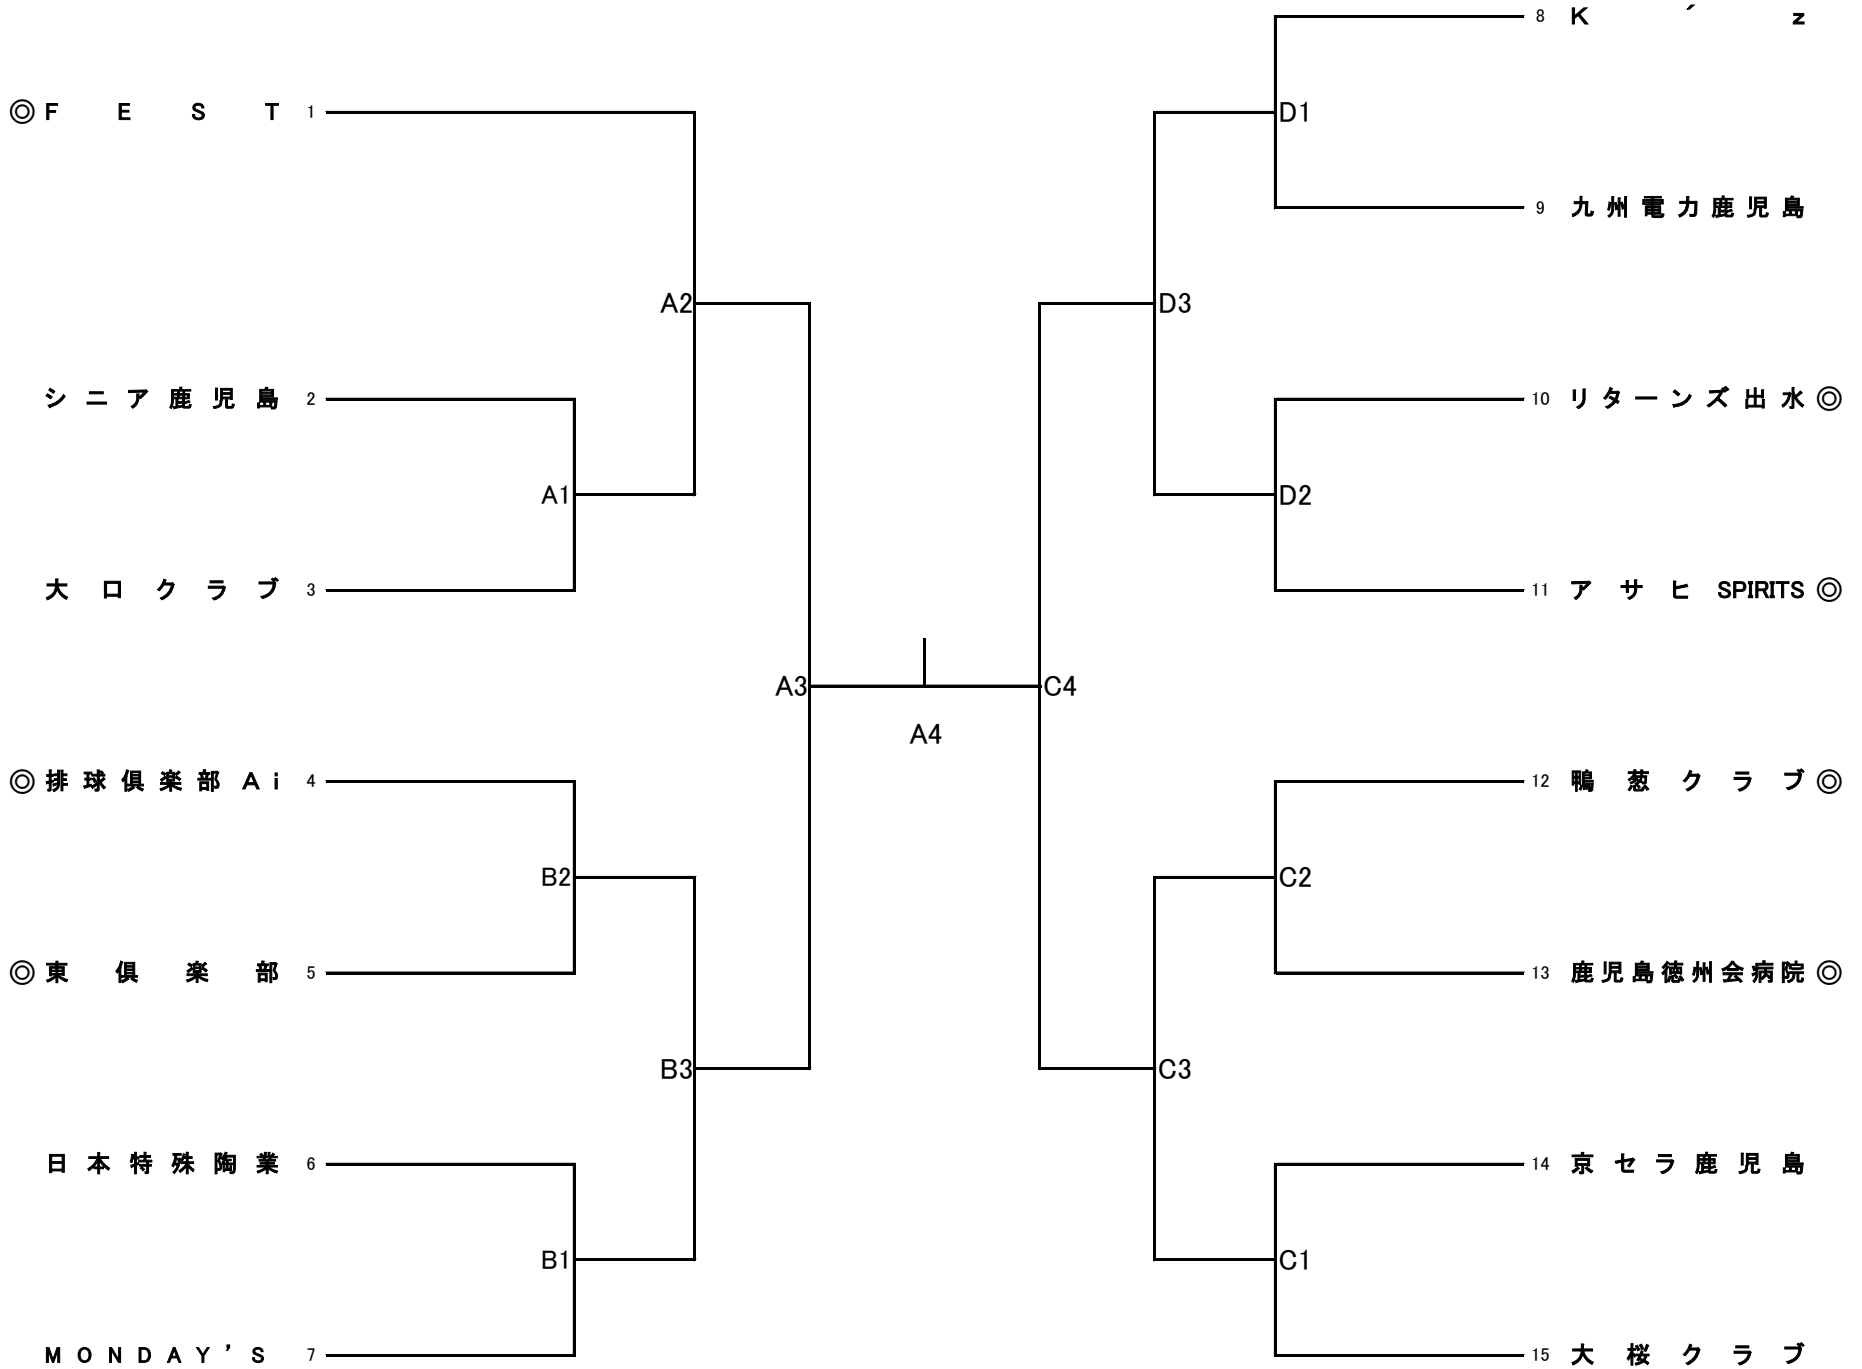 8 K ´ z
◎ F E S T 1
D1
9 九州電力鹿児島
A2
D3
シニア鹿児島 2
10 リターンズ出水 ◎
A1
D2
大口クラブ 3
11 アサヒ SPIRITS ◎
A3
C4
A4
◎ 排球倶楽部 Ai 4
12 鴨葱クラブ ◎
B2
C2
◎ 東倶楽部 5
13 鹿児島徳州会病院 ◎
B3
C3
日本特殊陶業 6
14 京セラ鹿児島
B1
C1
MONDAY’S 7
15 大桜クラブ